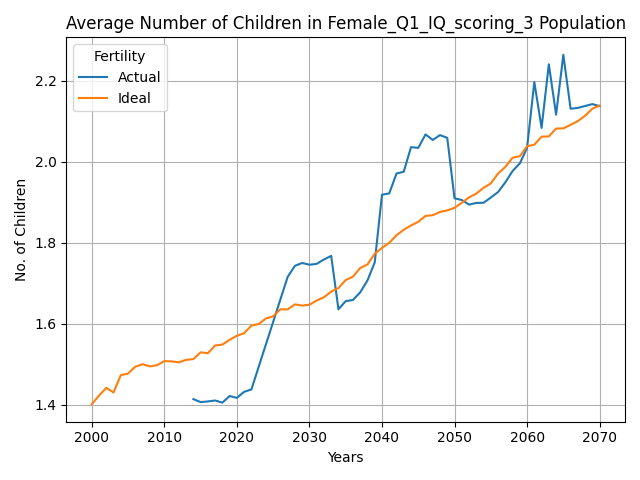 Average Number of Children in Female_Q1_IQ_scoring_3 Population
Fertility
Actual
Ideal
No. of Children
2.2
2.0
1.8
1.6
1.4
2000 2010 2020 2030 2040 2050 2060 2070
Years